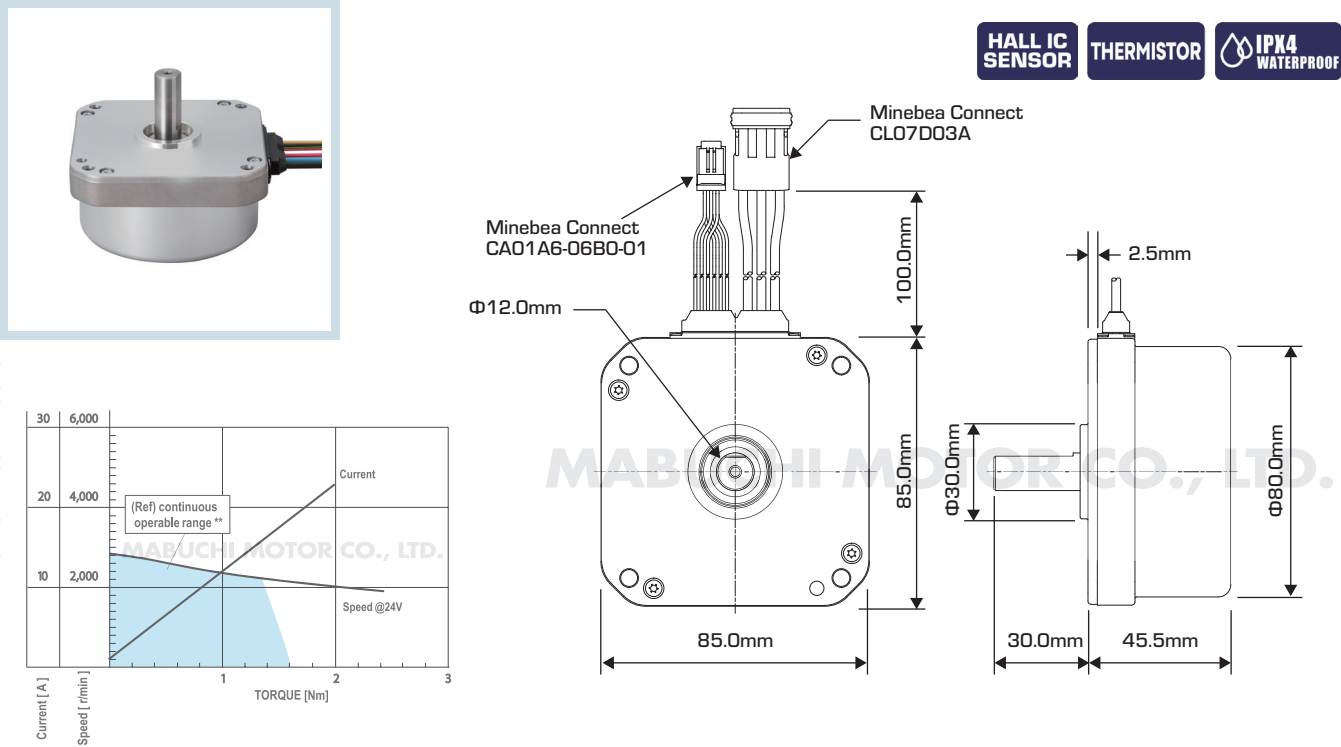 HALL IC
SENSOR
THERMISTOR
IPX4
WATERPROOF
Minebea Connect
CL07D03A
Minebea Connect
CA01A6-06B0-01
100.0mm
2.5mm
Φ12.0mm
85.0mm
Φ30.0mm
Φ80.0mm
MABUCHI MOTOR CO., LTD.
85.0mm
30.0mm
45.5mm
30
6,000
20
4,000
10
2,000
Current
(Ref) continuous
operable range **
MABUCHI MOTOR CO., LTD.
Speed @24V
1
2
3
TORQUE [Nm]
Current [ A ]
Speed [ r/min ]